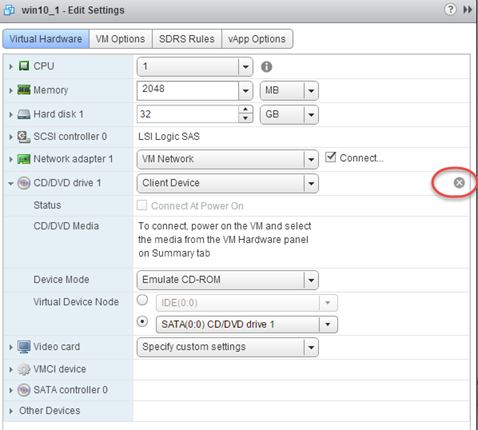 win10_1 - Edit Settings
Virtual Hardware VM Options SDRS Rules vApp Options
CPU 1
Memory 2048 MB
Hard disk 1 32 GB
SCSI controller 0 LSI Logic SAS
Network adapter 1 VM Network Connect...
CD/DVD drive 1 Client Device
Status Connect At Power On
CD/DVD Media To connect, power on the VM and select
the media from the VM Hardware panel
on Summary tab
Device Mode Emulate CD-ROM
Virtual Device Node IDE(0:0)
SATA(0:0) CD/DVD drive 1
Video card Specify custom settings
VMCI device
SATA controller 0
Other Devices